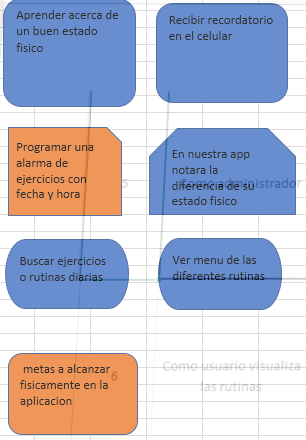 Aprender acerca de
un buen estado
fisico
Recibir recordatorio
en el celular
Programar una
alarma de
ejercicios con
fecha y hora
5
En nuestra app
notara la
diferencia de su
estado fisico
Como administrador
Buscar ejercicios
o rutinas diarias
Ver menu de las
diferentes rutinas
metas a alcanzar
fisicamente en la
aplicacion
6
Como usuario visualiza
las rutinas